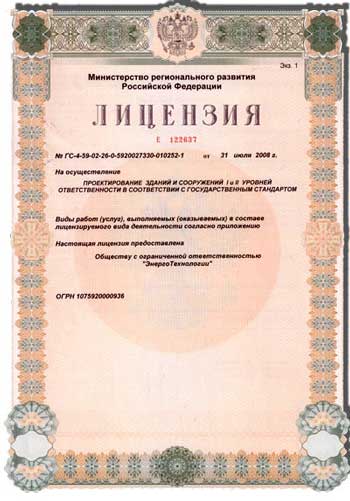 Экз. 1
Министерство регионального развития
Российской Федерации
ЛИЦЕНЗИЯ
Е 122637
№ ГС-4-59-02-26-0-5920027330-010252-1 от 31 июля 2008 г.
На осуществление
ПРОЕКТИРОВАНИЕ ЗДАНИЙ И СООРУЖЕНИЙ I и II УРОВНЕЙ
ОТВЕТСТВЕННОСТИ В СООТВЕТСТВИИ С ГОСУДАРСТВЕННЫМ СТАНДАРТОМ
Виды работ (услуг), выполняемых (оказываемых) в составе
лицензируемого вида деятельности согласно приложению
Настоящая лицензия предоставлена
Обществу с ограниченной ответственностью
"ЭнергоТехнологии"
ОГРН 1075920000936